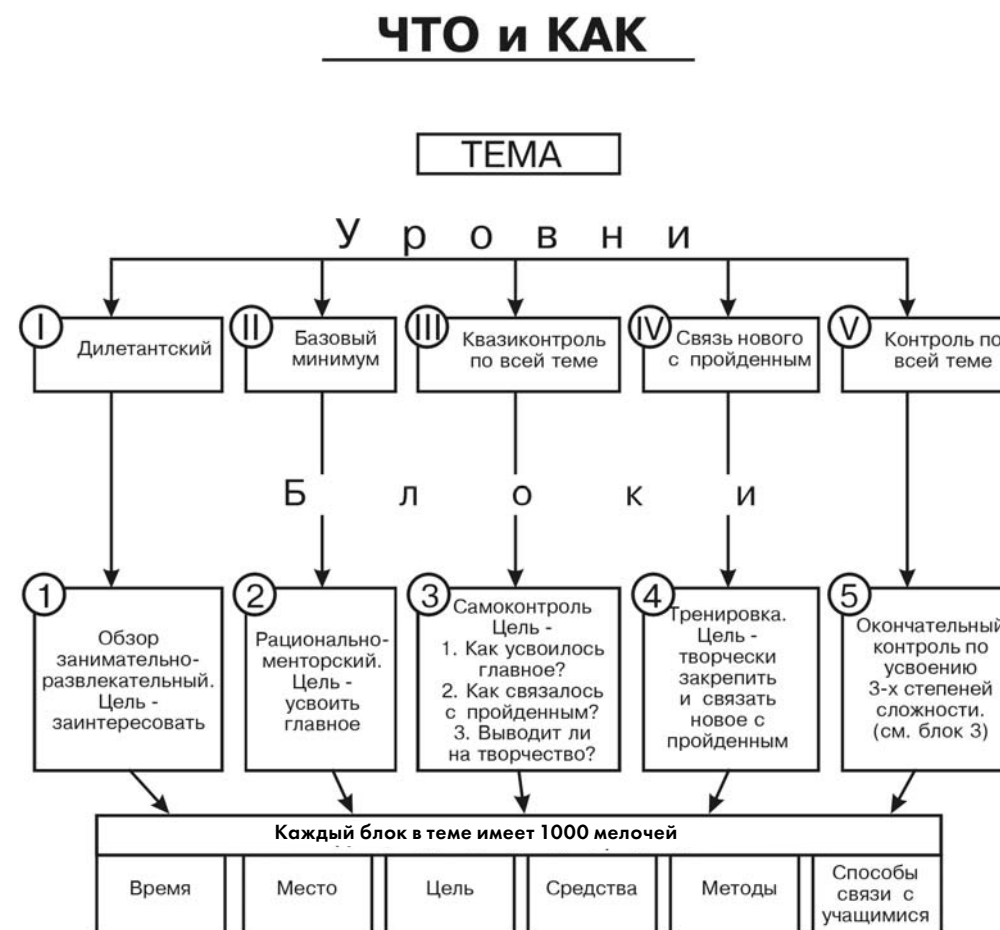 ЧТО и КАК
ТЕМА
Уровни
I
Дилетантский
II
Базовый
минимум
III
Квазиконтроль
по всей теме
IV
Связь нового
с пройденным
V
Контроль по
всей теме
Блоки
1
Обзор
занимательно-
развлекательный.
Цель -
заинтересовать
2
Рационально-
менторский.
Цель -
усвоить
главное
3
Самоконтроль
Цель -
1. Как усвоилось
главное?
2. Как связалось
с пройденным?
3. Выводит ли
на творчество?
4
Тренировка.
Цель -
творчески
закрепить
и связать
новое с
пройденным
5
Окончательный
контроль по
усвоению
3-х степеней
сложности.
(см. блок 3)
Каждый блок в теме имеет 1000 мелочей
Время
Место
Цель
Средства
Методы
Способы
связи с
учащимися